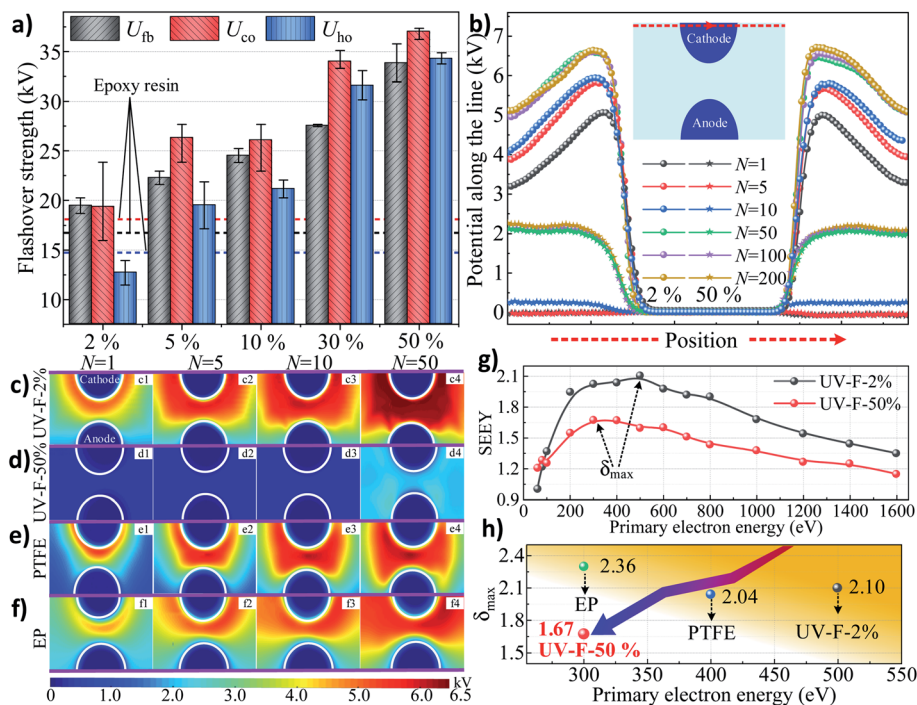 a)
U_fb U_co U_ho
Epoxy resin
Flashover strength (kV)
35
30
25
20
15
10
2 % 5 % 10 % 30 % 50 %
b)
Cathode
Anode
Potential along the line (kV)
7
6
5
4
3
2
1
0
N=1
N=5
N=10
N=50
N=100
N=200
2 % 50 %
Position
N=1 N=5 N=10 N=50
c)
UV-F-2%
Cathode
Anode
c1 c2 c3 c4
d)
UV-F-50%
d1 d2 d3 d4
e)
PTFE
e1 e2 e3 e4
f)
EP
f1 f2 f3 f4
kV
0 1.0 2.0 3.0 4.0 5.0 6.0 6.5
g)
SEEY
2.1
1.8
1.5
1.2
0.9
UV-F-2%
UV-F-50%
δmax
0 200 400 600 800 1000 1200 1400 1600
Primary electron energy (eV)
h)
δmax
2.4
2.1
1.8
1.5
2.36
EP
2.04
PTFE
2.10
UV-F-2%
1.67
UV-F-50 %
300 350 400 450 500 550
Primary electron energy (eV)